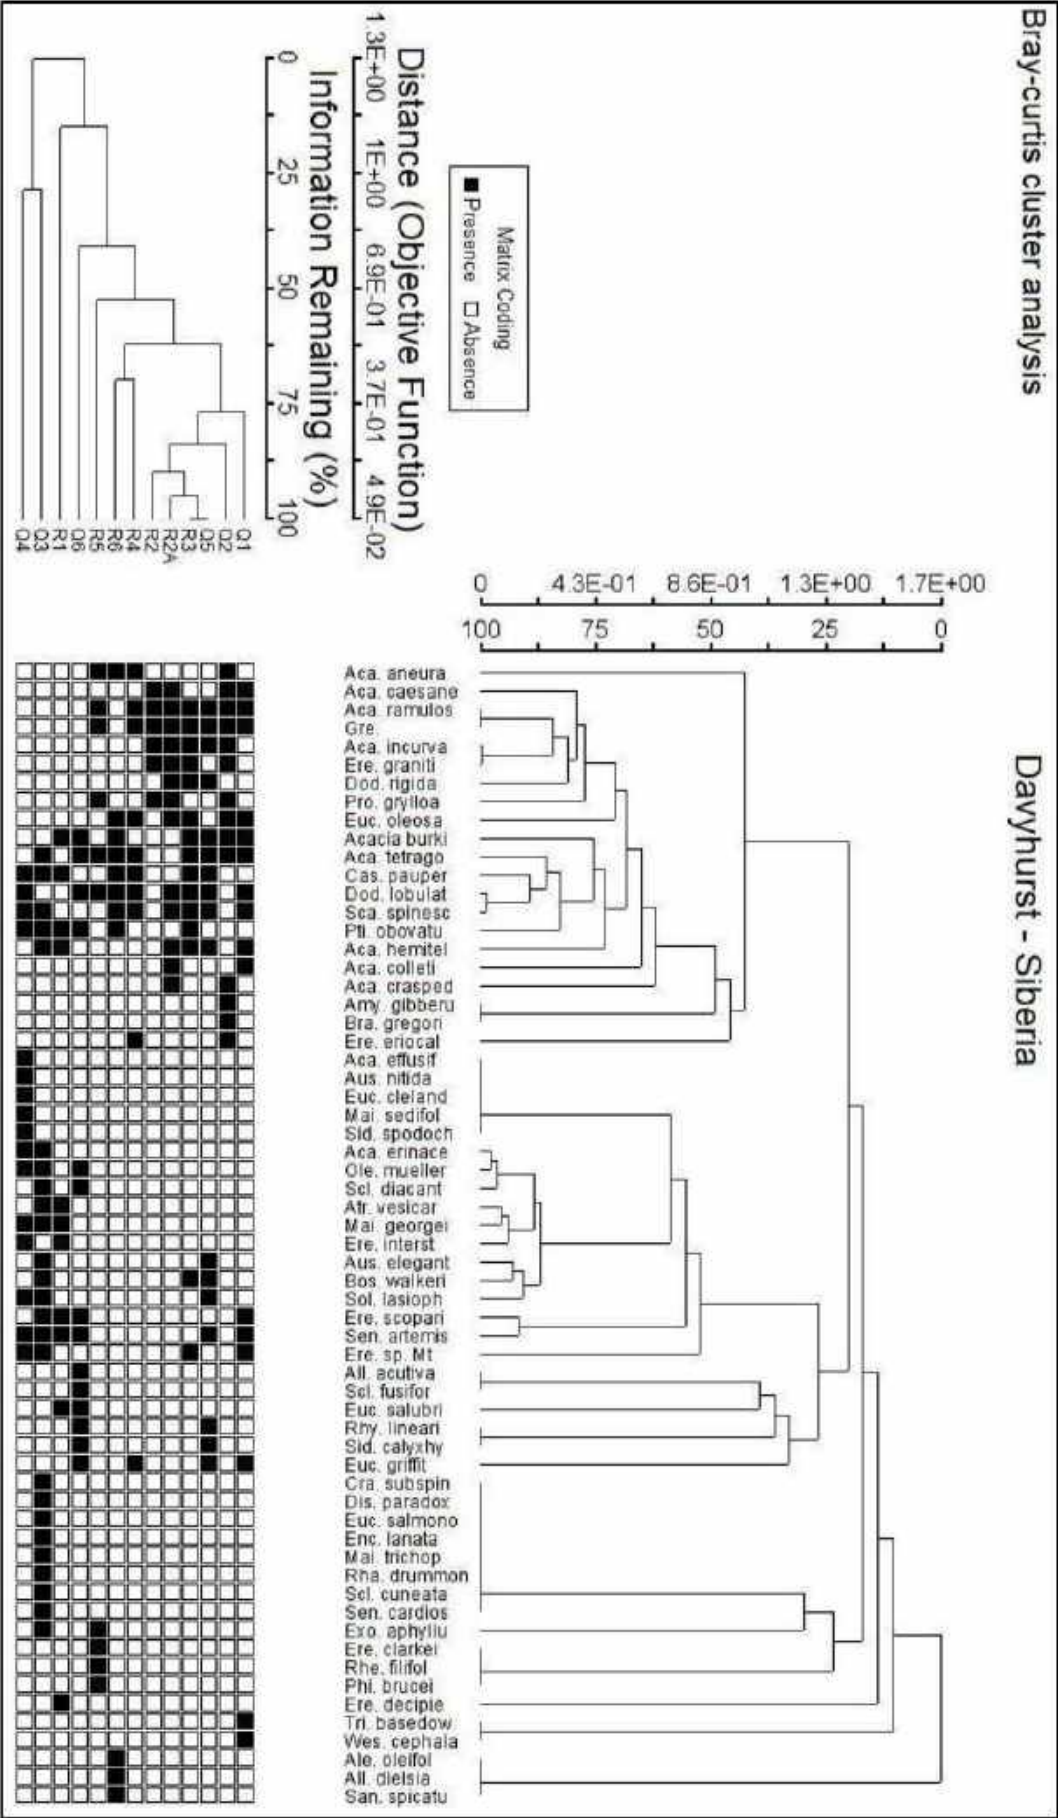 Bray-curtis cluster analysis
Davyhurst - Siberia
Matrix Coding
Presence
Absence
Distance (Objective Function)
1.3E+00 1E+00 6.9E-01 3.7E-01 4.9E-02
Information Remaining (%)
0 25 50 75 100
0 4.3E-01 8.6E-01 1.3E+00 1.7E+00
100 75 50 25 0
Q1
Q2
Q5
R3
R2A
R2
R4
R6
R5
Q6
R1
Q3
Q4
Aca. aneura
Aca. caesane
Aca. ramulos
Gre.
Aca. incurva
Ere. graniti
Dod. rigida
Pro. grylloa
Euc. oleosa
Acacia burki
Aca. tetrago
Cas. pauper
Dod. lobulat
Sca. spinesc
Pti. obovatu
Aca. hemitel
Aca. colleti
Aca. crasped
Amy. gibberu
Bra. gregori
Ere. eriocal
Aca. effusif
Aus. nitida
Euc. cleland
Mai. sedifol
Sid. spodoch
Aca. erinace
Ole. mueller
Scl. diacant
Atr. vesicar
Mai. georgei
Ere. interst
Aus. elegant
Bos. walkeri
Sol. lasioph
Ere. scopari
Sen. artemis
Ere. sp. Mt
All. acutiva
Scl. fusifor
Euc. salubri
Rhy. lineari
Sid. calyxhy
Euc. griffit
Cra. subspin
Dis. paradox
Euc. salmono
Enc. lanata
Mai. trichop
Rha. drummon
Scl. cuneata
Sen. cardios
Exo. aphyllu
Ere. clarkei
Rhe. filifol
Phi. brucei
Ere. decipie
Tri. basedow
Wes. cephala
Ale. oleifol
All. dielsia
San. spicatu